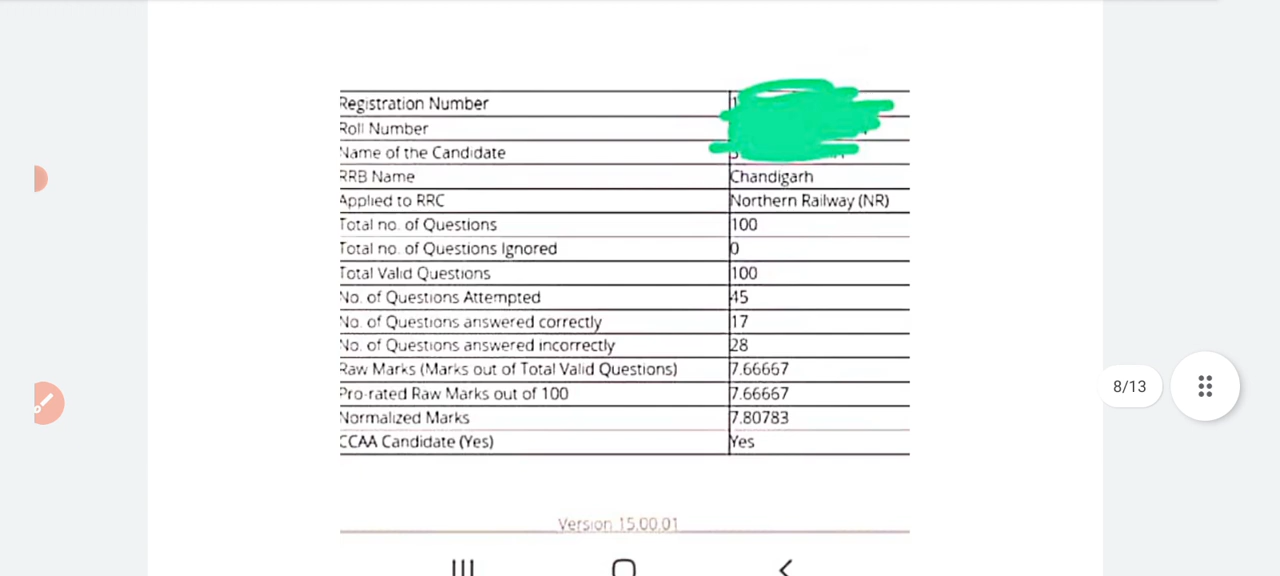 Registration Number
Roll Number
Name of the Candidate
RRB Name Chandigarh
Applied to RRC Northern Railway (NR)
Total no. of Questions 100
Total no. of Questions Ignored 0
Total Valid Questions 100
No. of Questions Attempted 45
No. of Questions answered correctly 17
No. of Questions answered incorrectly 28
Raw Marks (Marks out of Total Valid Questions) 7.66667
Pro-rated Raw Marks out of 100 7.66667
Normalized Marks 7.80783
CCAA Candidate (Yes) Yes
8/13
Version 15.00.01